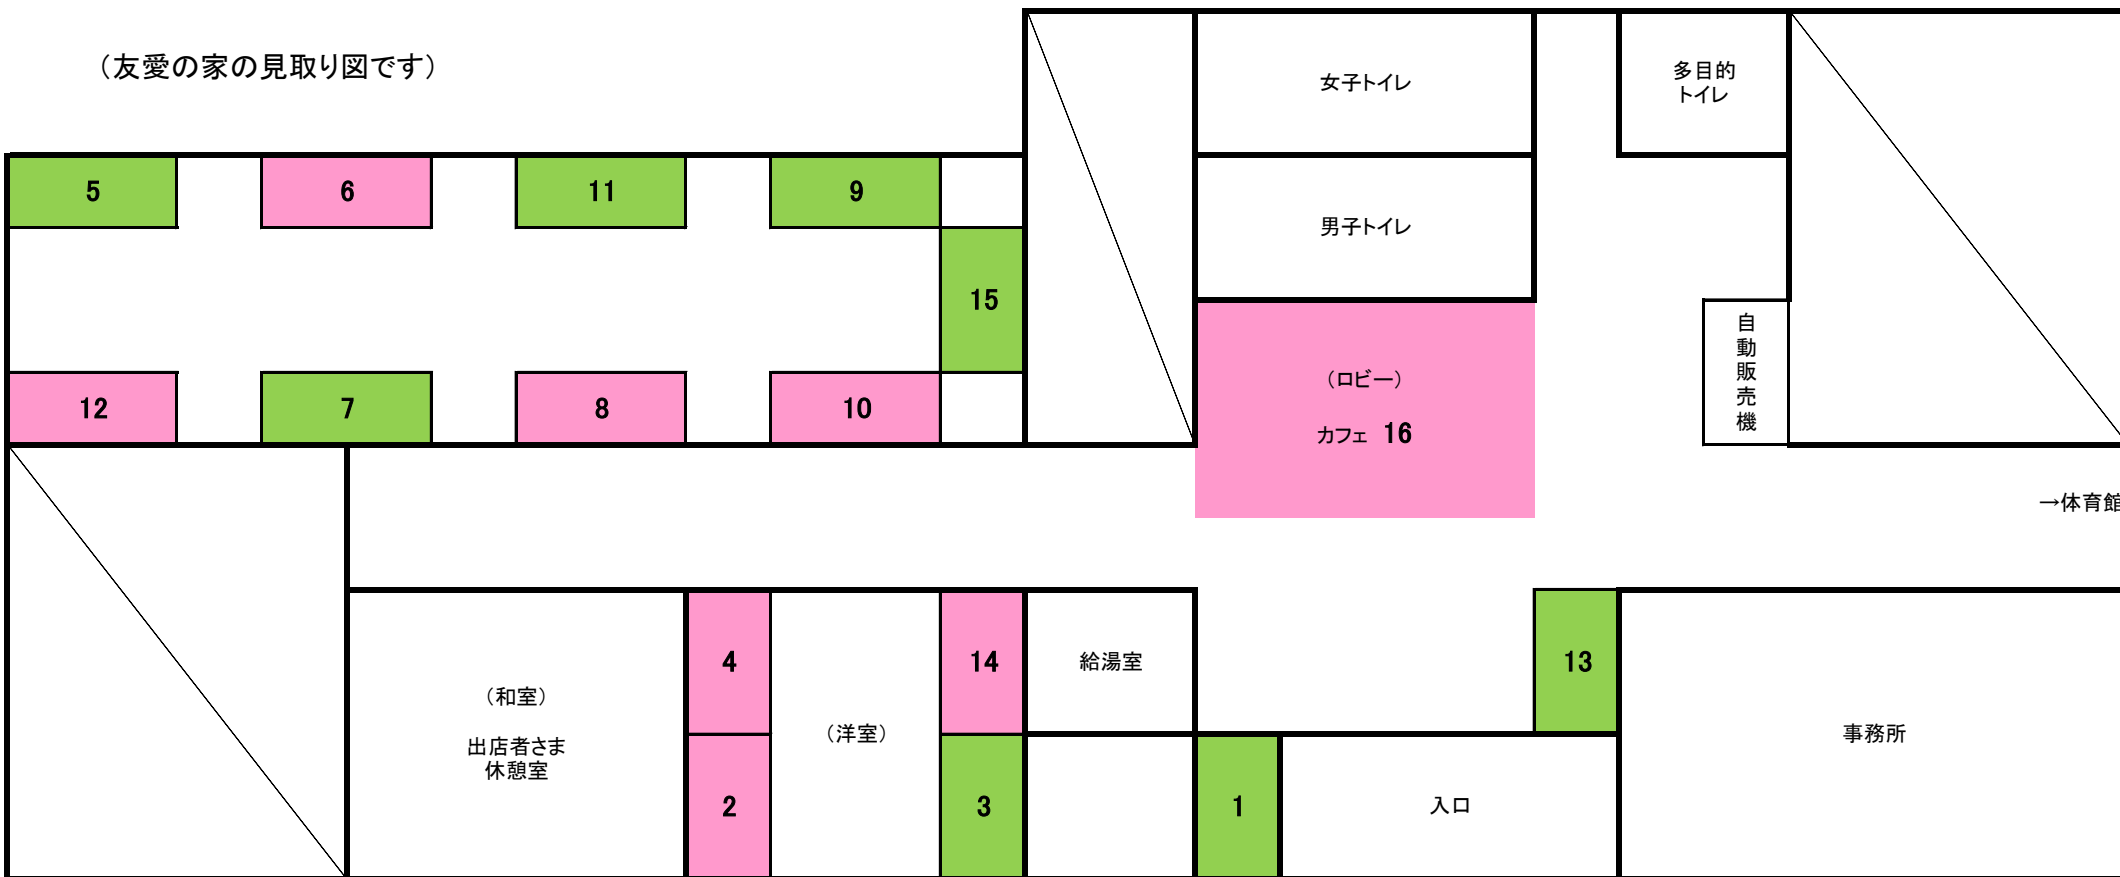 （友愛の家の見取り図です）
女子トイレ
多目的
トイレ
5
6
11
9
男子トイレ
15
自動販売機
（ロビー）
カフェ 16
12
7
8
10
→体育館
4
14
給湯室
13
（和室）
出店者さま
休憩室
（洋室）
事務所
2
3
1
入口